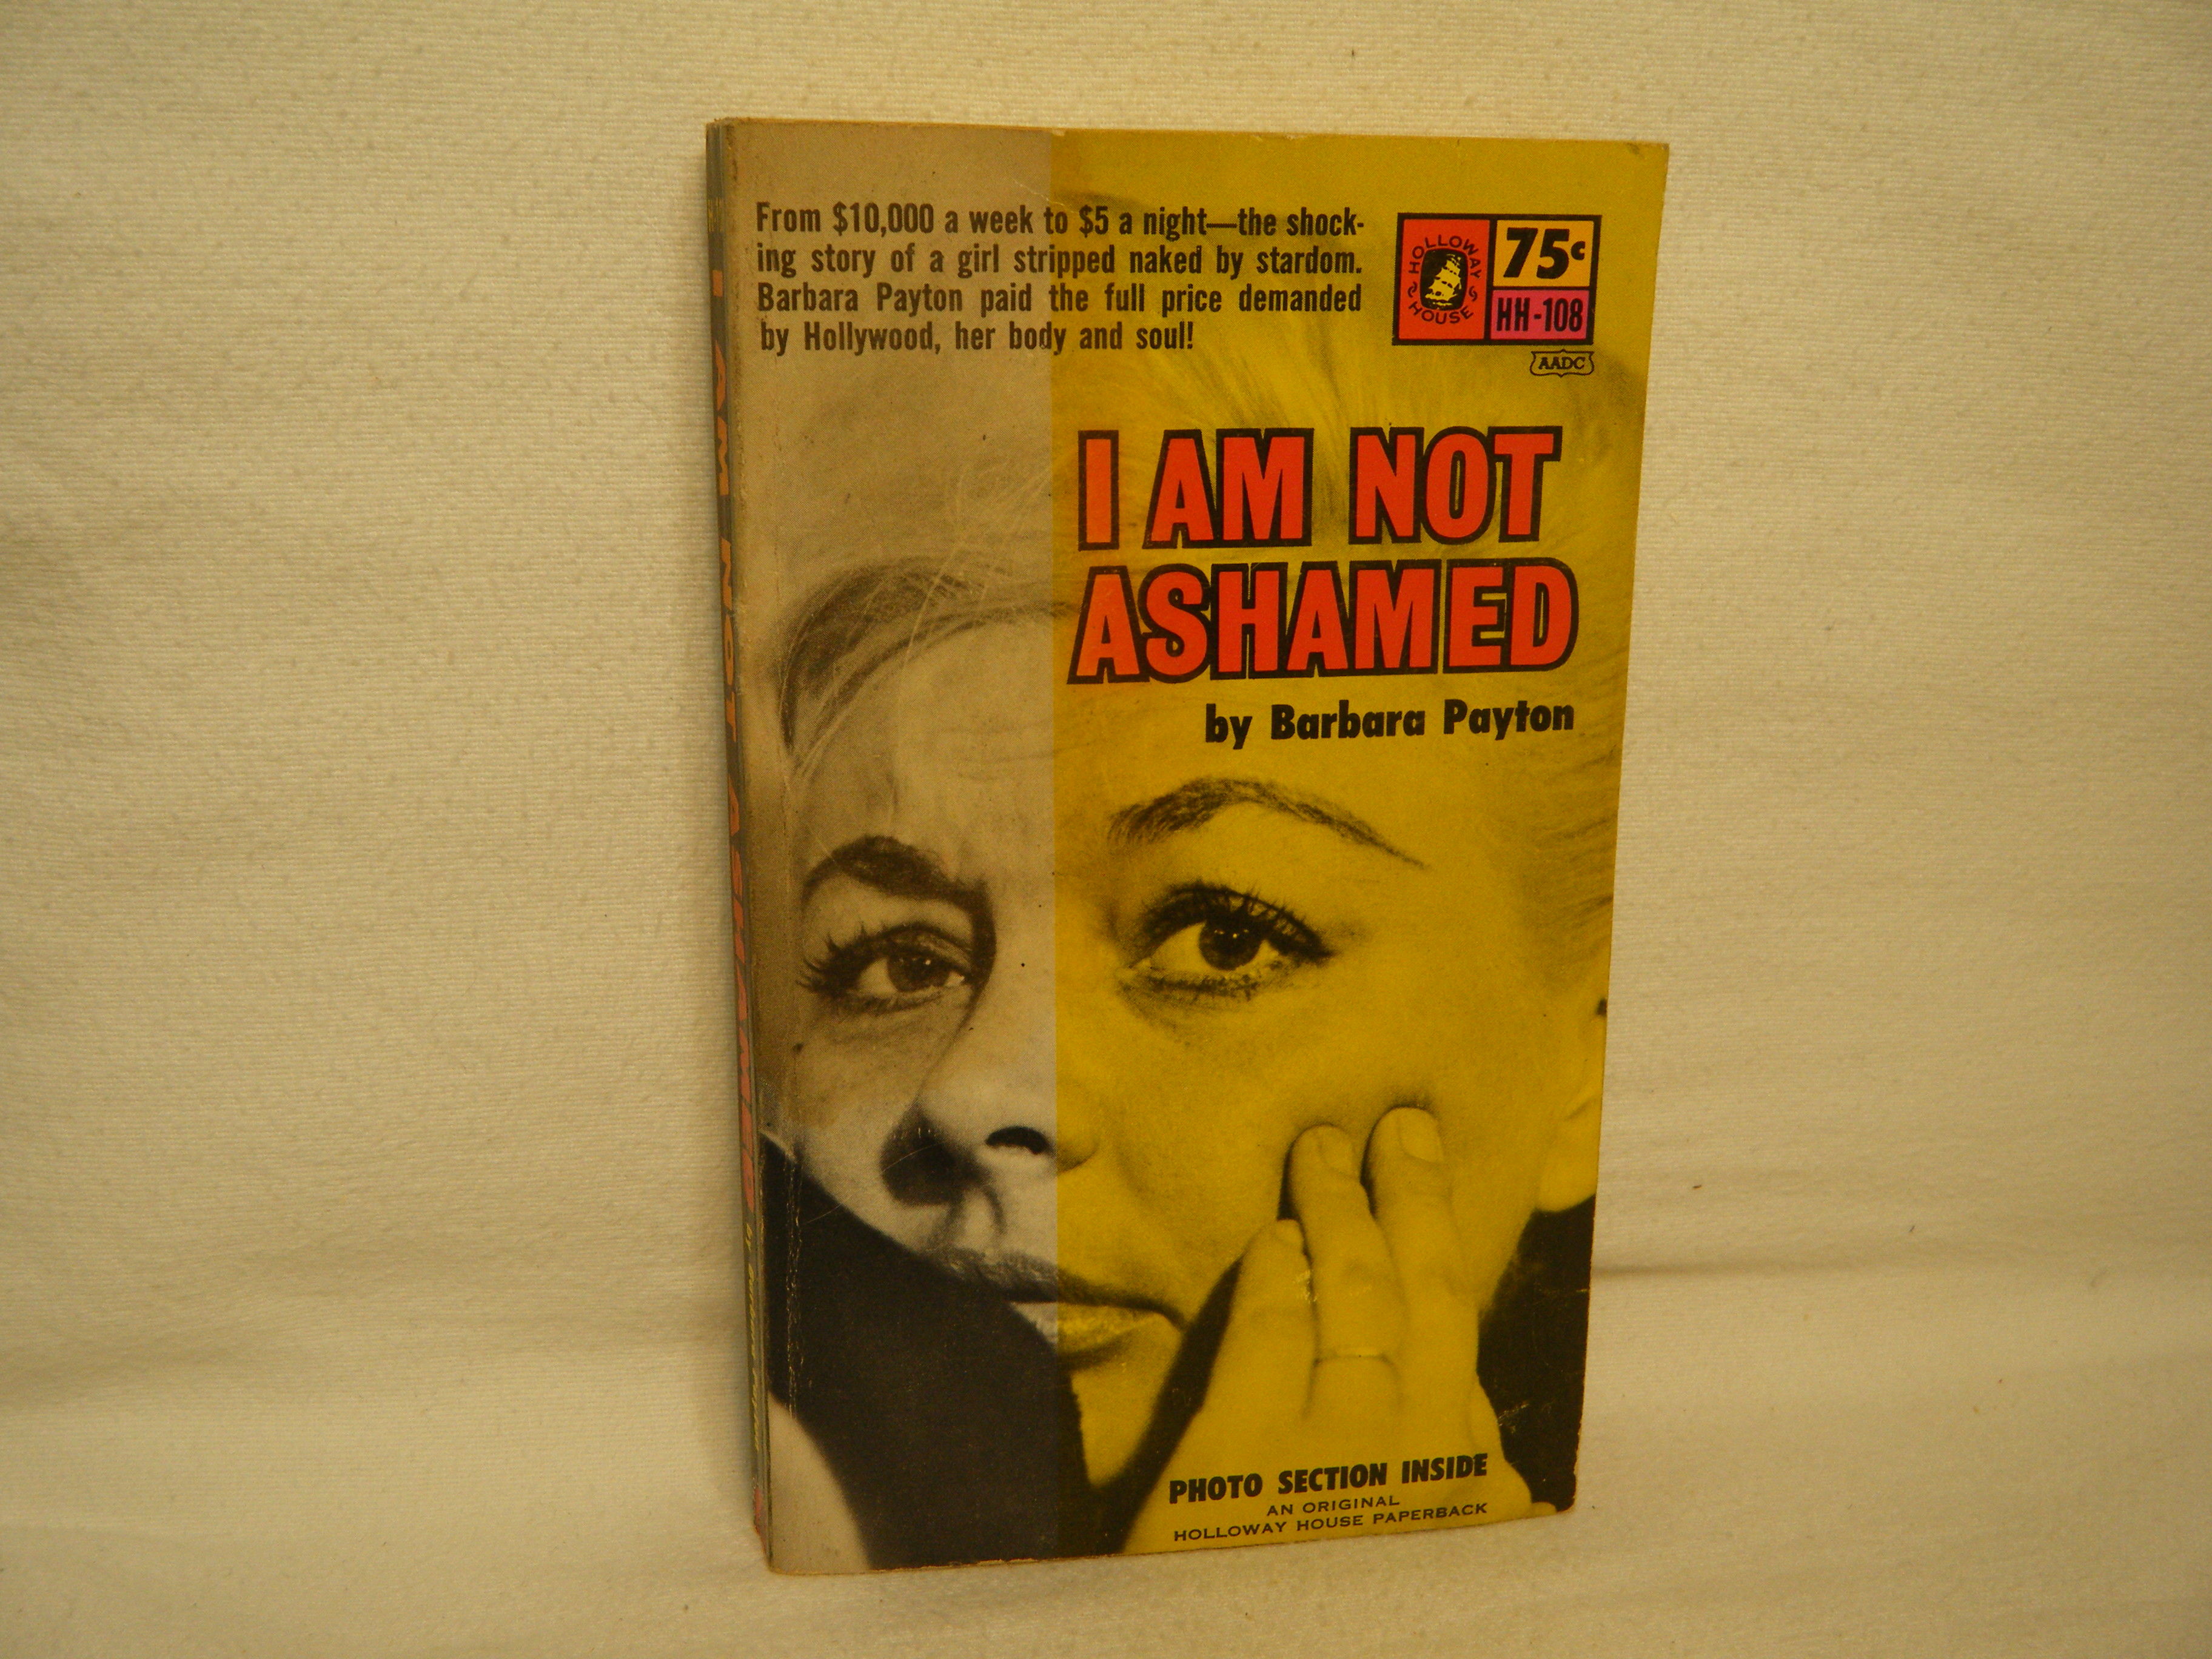 From $10,000 a week to $5 a night—the shock-
ing story of a girl stripped naked by stardom.
Barbara Payton paid the full price demanded
by Hollywood, her body and soul!
HOLLOWAY
HOUSE
75c
HH-108
AADC
I AM NOT
ASHAMED
by Barbara Payton
PHOTO SECTION INSIDE
AN ORIGINAL
HOLLOWAY HOUSE PAPERBACK
I AM NOT ASHAMED